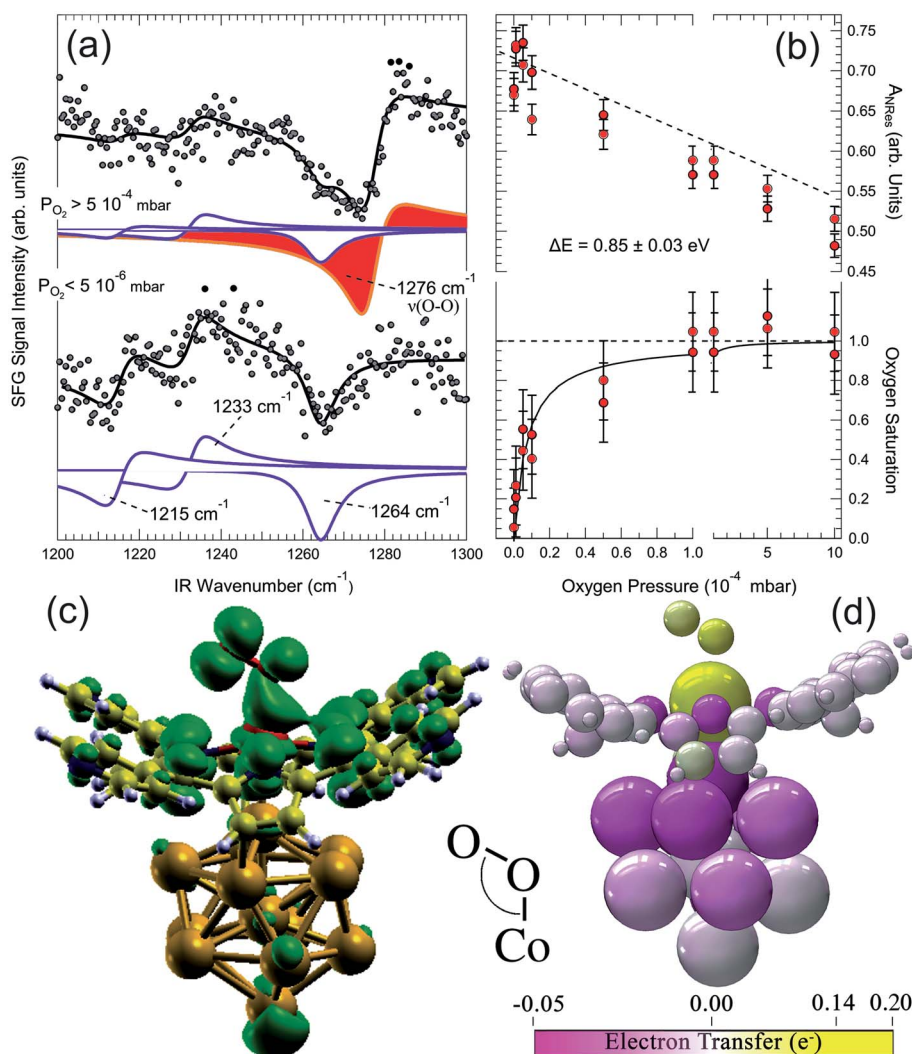 (a)
SFG Signal Intensity (arb. units)
P_O2 > 5 10^-4 mbar
1276 cm^-1
ν(O-O)
P_O2 < 5 10^-6 mbar
1233 cm^-1
1215 cm^-1
1264 cm^-1
1200 1220 1240 1260 1280 1300
IR Wavenumber (cm^-1)
(b)
0.80
0.75
0.70
0.65
0.60
0.55
0.50
0.45
A_NRes (arb. Units)
ΔE = 0.85 ± 0.03 eV
1.0
0.8
0.6
0.4
0.2
0.0
Oxygen Saturation
0.0 0.2 0.4 0.6 0.8 1.0 5 10
Oxygen Pressure (10^-4 mbar)
(c)
(d)
O
O
Co
-0.05 0.00 0.14 0.20
Electron Transfer (e^-)